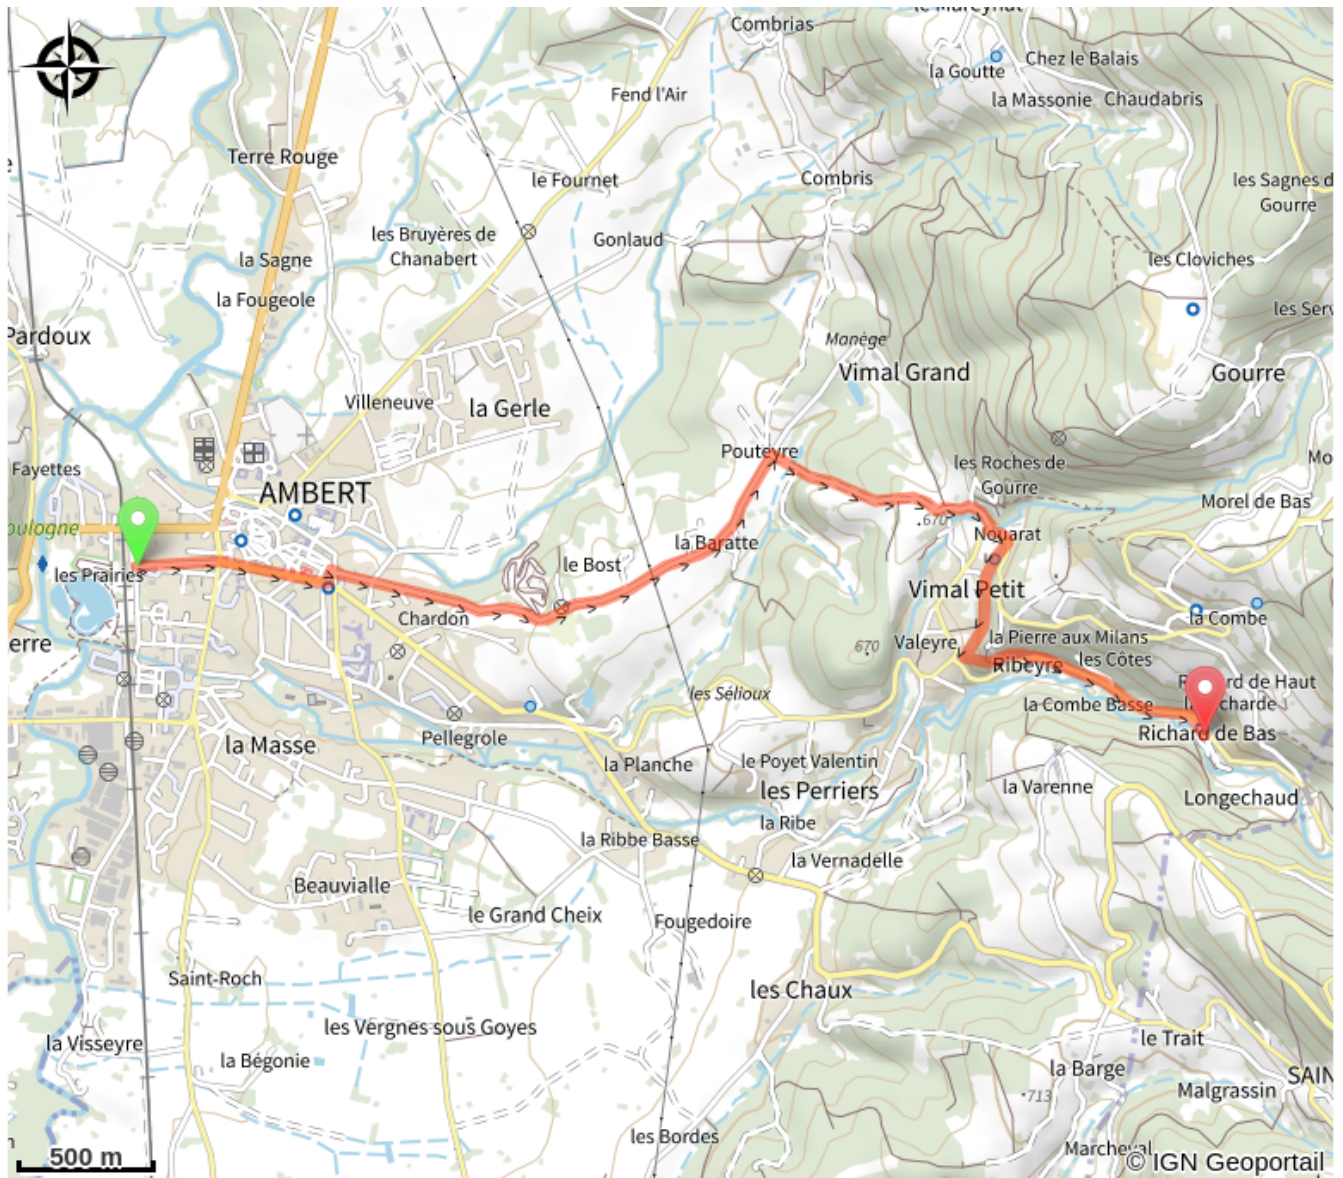 Combrias
Chez le Balais
la Goutte
Fend l'Air
la Massonie
Chaudabris
Terre Rouge
le Fournet
Combris
les Sagnes d
Gourre
les Bruyères de
Chanabert
Gonlaud
la Sagne
les Cloviches
la Fougeole
les Serv
Pardoux
Manège
Vimal Grand
Gourre
Villeneuve
la Gerle
Pouteyre
Mo
Fayettes
les Roches de
Gourre
AMBERT
Morel de Bas
oulogne
670
Nouarat
la Baratte
le Bost
les Prairies
Vimal Petit
Chardon
la Combe
erre
Valeyre
la Pierre aux Milans
670
Ribeyre
les Côtes
les Sélioux
la Combe Basse
Richard de Bas
Pellegrole
la Masse
la Planche
le Poyet Valentin
les Perriers
la Varenne
Longechaud
la Ribe
la Ribbe Basse
la Vernadelle
Beauvialle
le Grand Cheix
Fougedoire
Saint-Roch
les Chaux
les Vergnes sous Goyes
la Visseyre
le Trait
la Bégonie
la Barge
SAIN
Malgrassin
713
les Bordes
Marcheval
500 m
© IGN Geoportail